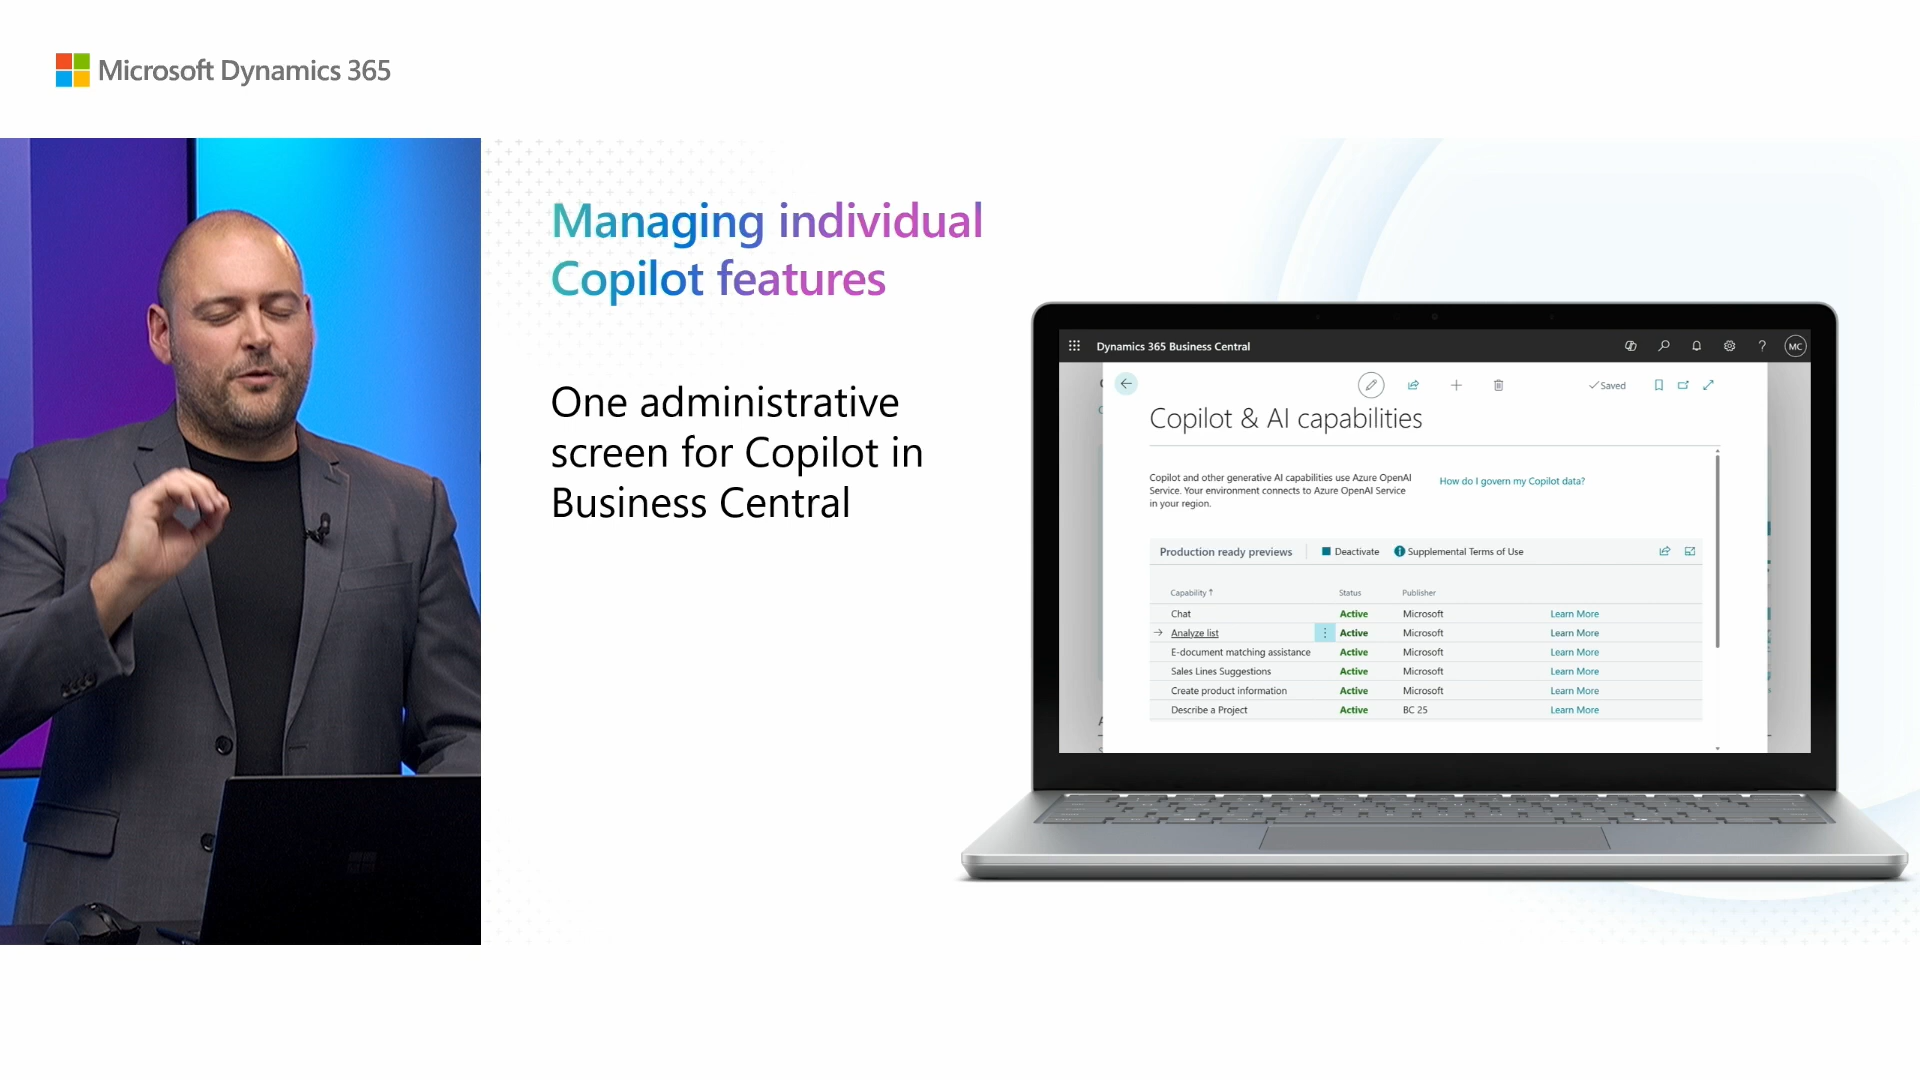 Microsoft Dynamics 365
Managing individual
Copilot features
One administrative
screen for Copilot in
Business Central
Dynamics 365 Business Central
? MC
✓Saved
Copilot & AI capabilities
Copilot and other generative AI capabilities use Azure OpenAI
Service. Your environment connects to Azure OpenAI Service
in your region.
How do I govern my Copilot data?
Production ready previews Deactivate Supplemental Terms of Use
Capability ↑ Status Publisher
Chat Active Microsoft Learn More
Analyze list Active Microsoft Learn More
E-document matching assistance Active Microsoft Learn More
Sales Lines Suggestions Active Microsoft Learn More
Create product information Active Microsoft Learn More
Describe a Project Active BC 25 Learn More